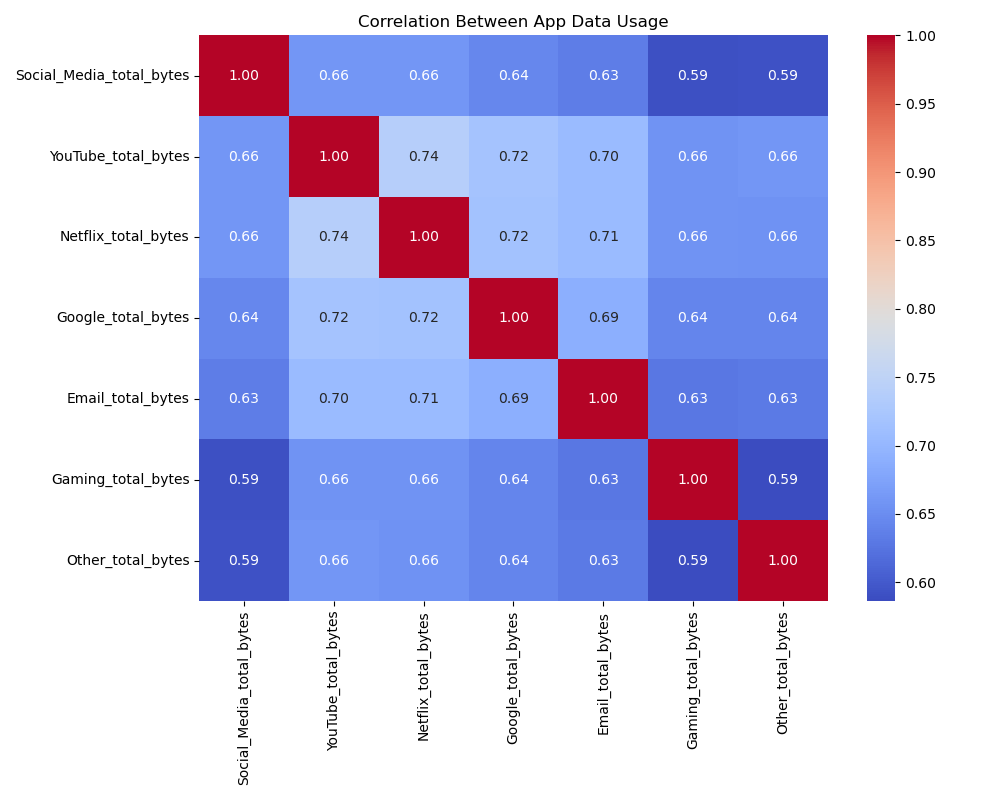 Correlation Between App Data Usage
Social_Media_total_bytes 1.00 0.66 0.66 0.64 0.63 0.59 0.59
YouTube_total_bytes 0.66 1.00 0.74 0.72 0.70 0.66 0.66
Netflix_total_bytes 0.66 0.74 1.00 0.72 0.71 0.66 0.66
Google_total_bytes 0.64 0.72 0.72 1.00 0.69 0.64 0.64
Email_total_bytes 0.63 0.70 0.71 0.69 1.00 0.63 0.63
Gaming_total_bytes 0.59 0.66 0.66 0.64 0.63 1.00 0.59
Other_total_bytes 0.59 0.66 0.66 0.64 0.63 0.59 1.00
Social_Media_total_bytes
YouTube_total_bytes
Netflix_total_bytes
Google_total_bytes
Email_total_bytes
Gaming_total_bytes
Other_total_bytes
1.00
0.95
0.90
0.85
0.80
0.75
0.70
0.65
0.60